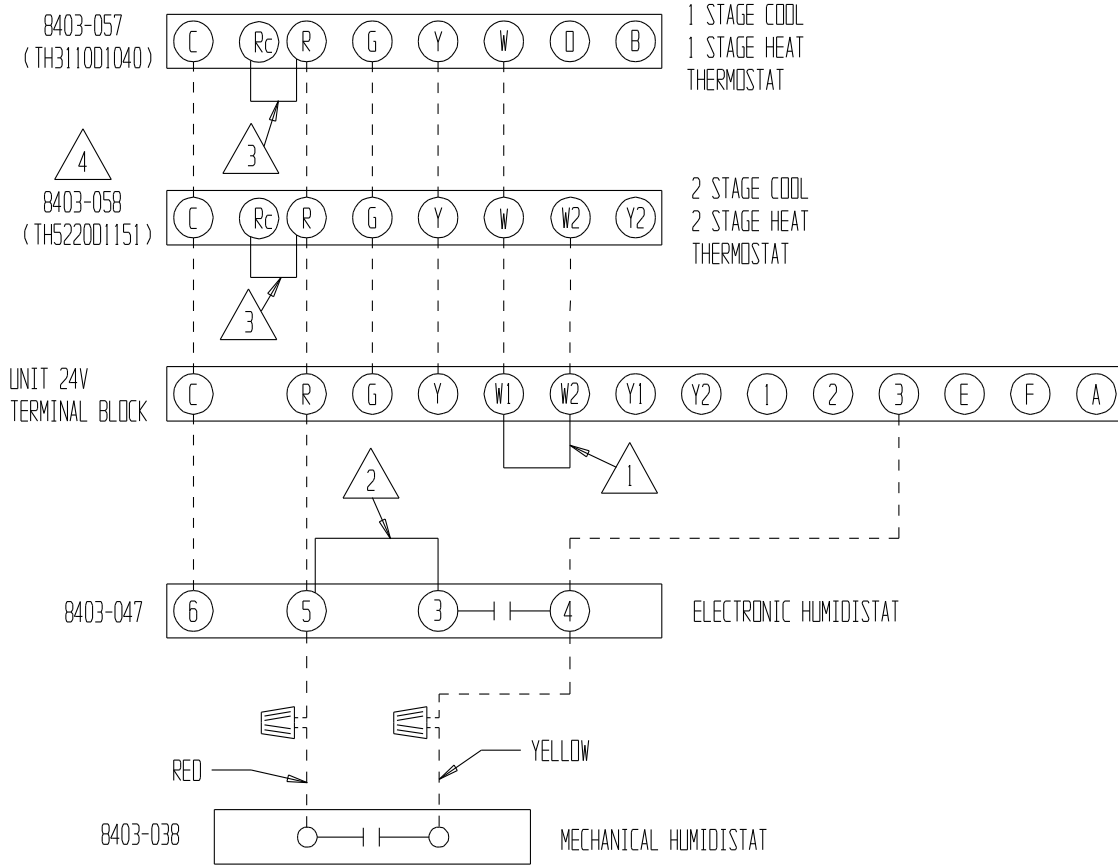 8403-057
(TH3110D1040)
C Rc R G Y W O B
1 STAGE COOL
1 STAGE HEAT
THERMOSTAT
3
4
8403-058
(TH5220D1151)
C Rc R G Y W W2 Y2
2 STAGE COOL
2 STAGE HEAT
THERMOSTAT
3
UNIT 24V
TERMINAL BLOCK
C R G Y W1 W2 Y1 Y2 1 2 3 E F A
2
1
8403-047
6 5 3 4
ELECTRONIC HUMIDISTAT
RED
YELLOW
8403-038
MECHANICAL HUMIDISTAT